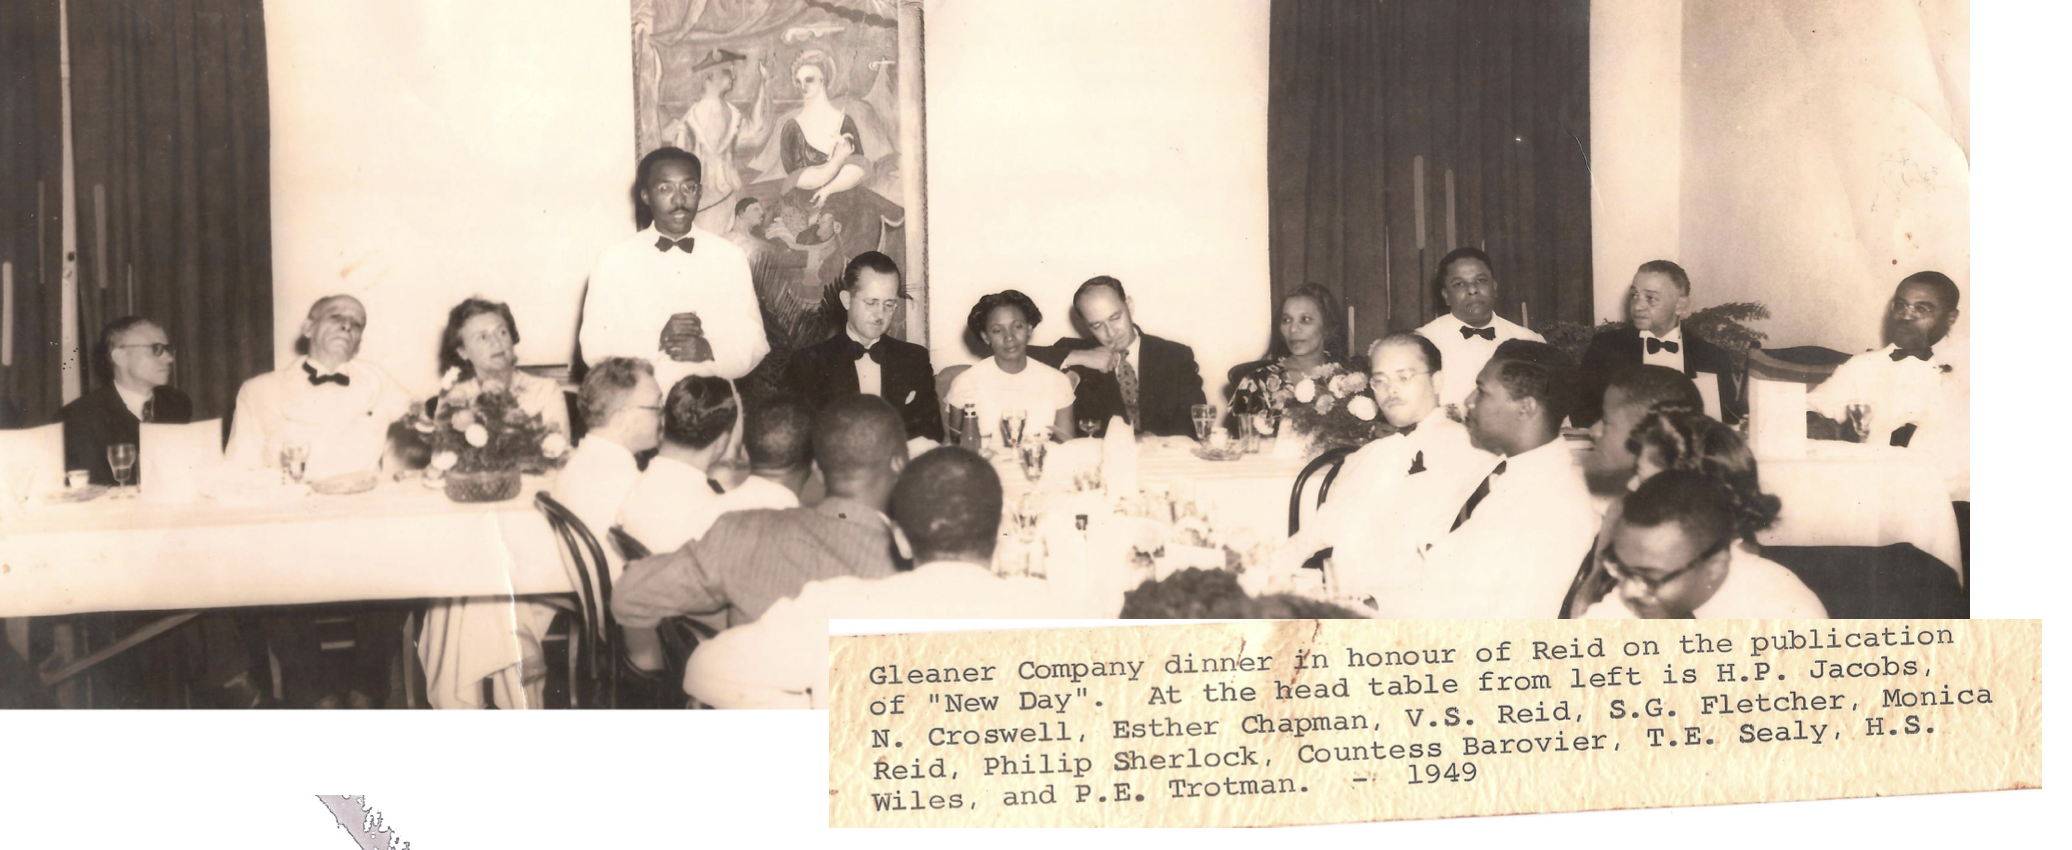 Gleaner Company dinner in honour of Reid on the publication
of "New Day".  At the head table from left is H.P. Jacobs,
N. Croswell, Esther Chapman, V.S. Reid, S.G. Fletcher, Monica
Reid, Philip Sherlock, Countess Barovier, T.E. Sealy, H.S.
Wiles, and P.E. Trotman.  -  1949